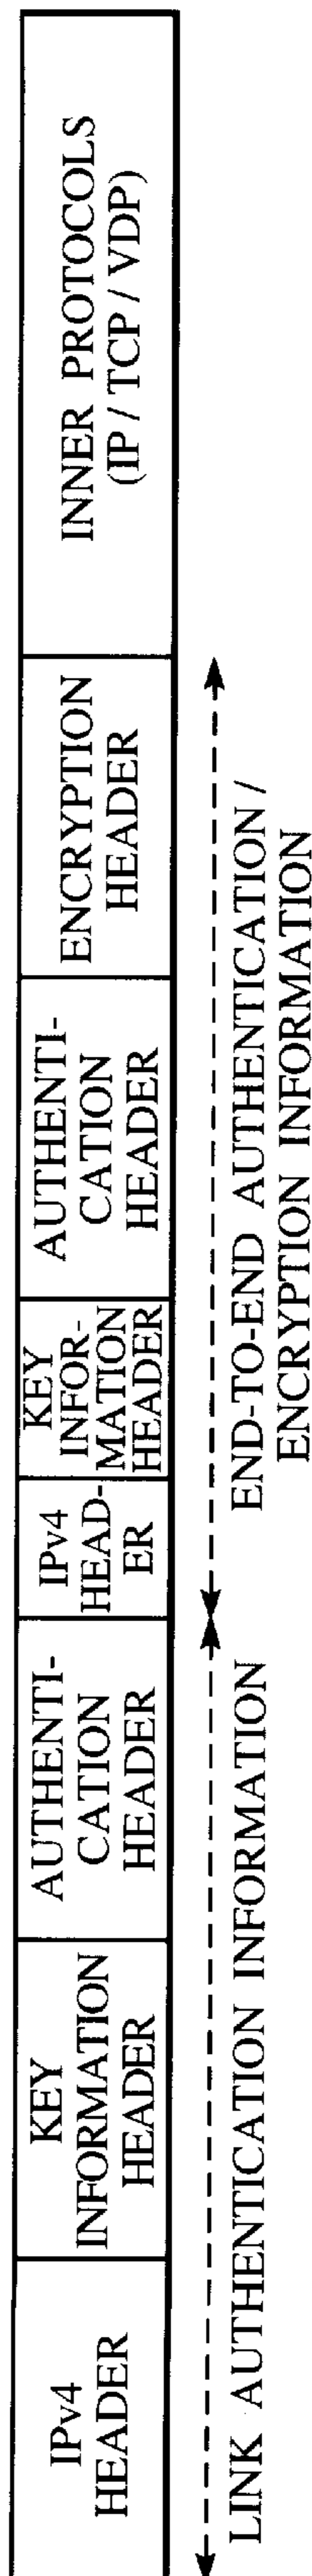 IPv4
HEADER
KEY
INFORMATION
HEADER
AUTHENTI-
CATION
HEADER
IPv4
HEAD-
ER
KEY
INFOR-
MATION
HEADER
AUTHENTI-
CATION
HEADER
ENCRYPTION
HEADER
INNER PROTOCOLS
(IP / TCP / VDP)
LINK AUTHENTICATION INFORMATION
END-TO-END AUTHENTICATION /
ENCRYPTION INFORMATION